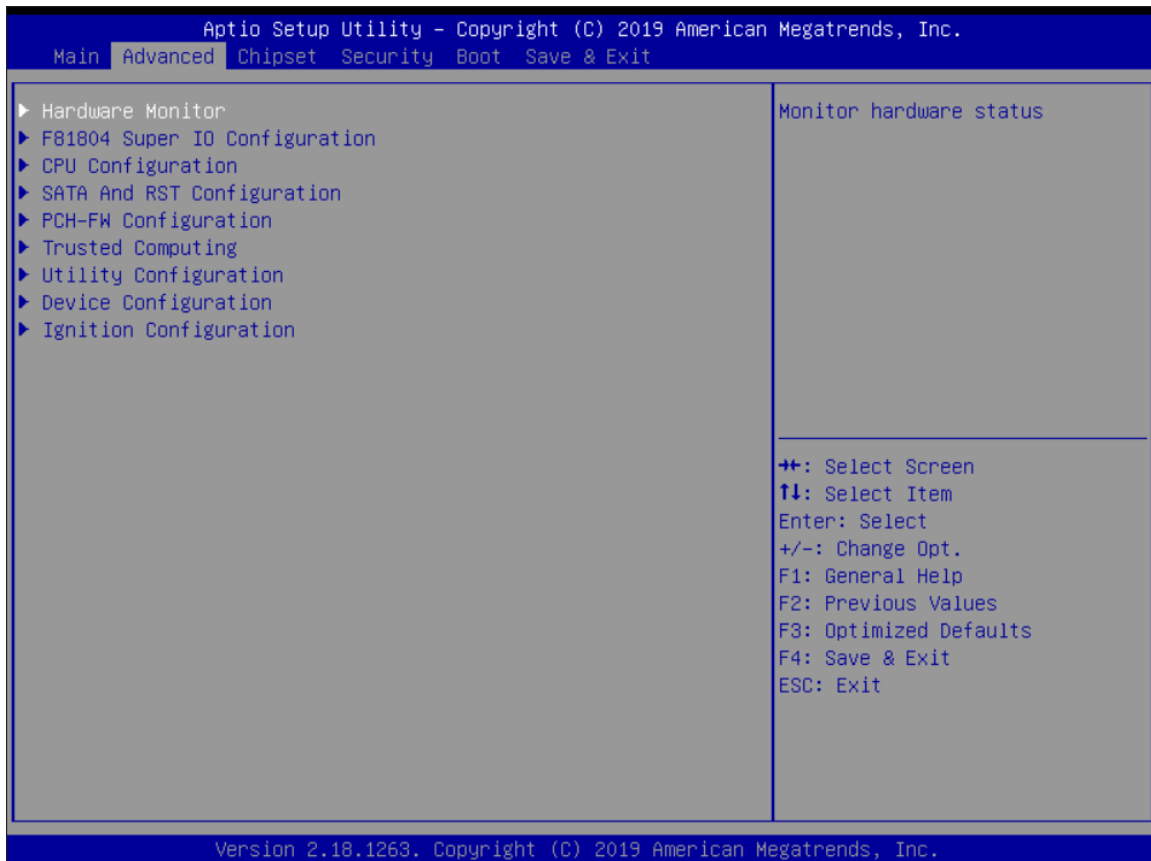 Aptio Setup Utility – Copyright (C) 2019 American Megatrends, Inc.
Main Advanced Chipset Security Boot Save & Exit
▶ Hardware Monitor
▶ F81804 Super IO Configuration
▶ CPU Configuration
▶ SATA And RST Configuration
▶ PCH-FW Configuration
▶ Trusted Computing
▶ Utility Configuration
▶ Device Configuration
▶ Ignition Configuration
Monitor hardware status
→←: Select Screen
↑↓: Select Item
Enter: Select
+/-: Change Opt.
F1: General Help
F2: Previous Values
F3: Optimized Defaults
F4: Save & Exit
ESC: Exit
Version 2.18.1263. Copyright (C) 2019 American Megatrends, Inc.